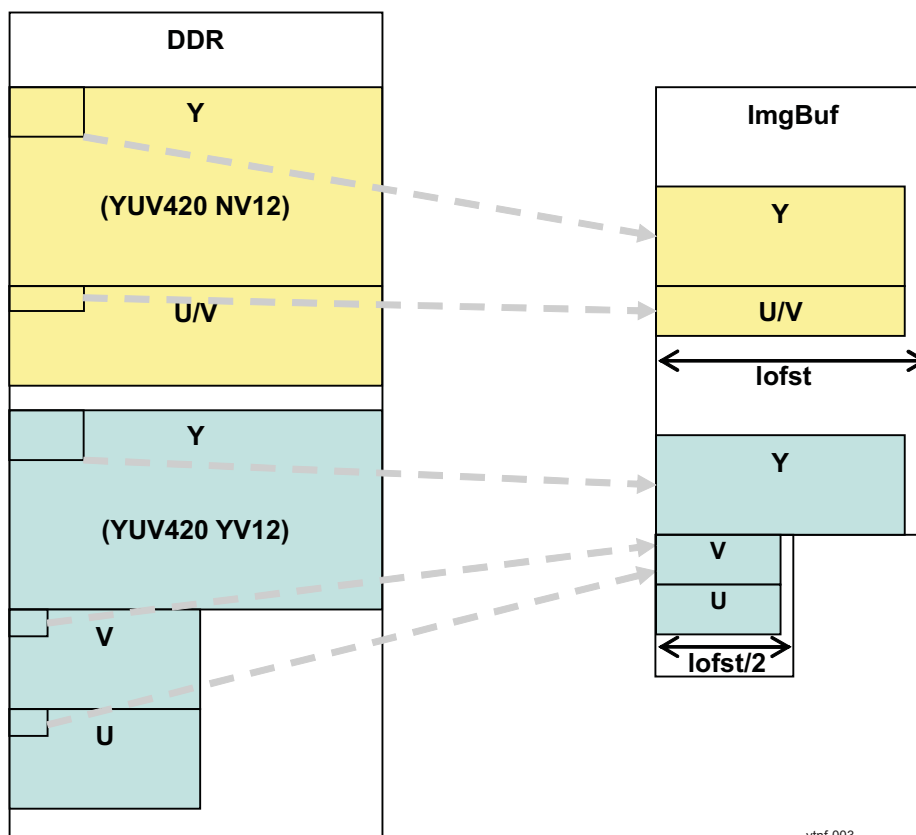 DDR
Y
(YUV420 NV12)
U/V
Y
(YUV420 YV12)
V
U
ImgBuf
Y
U/V
lofst
Y
V
U
lofst/2